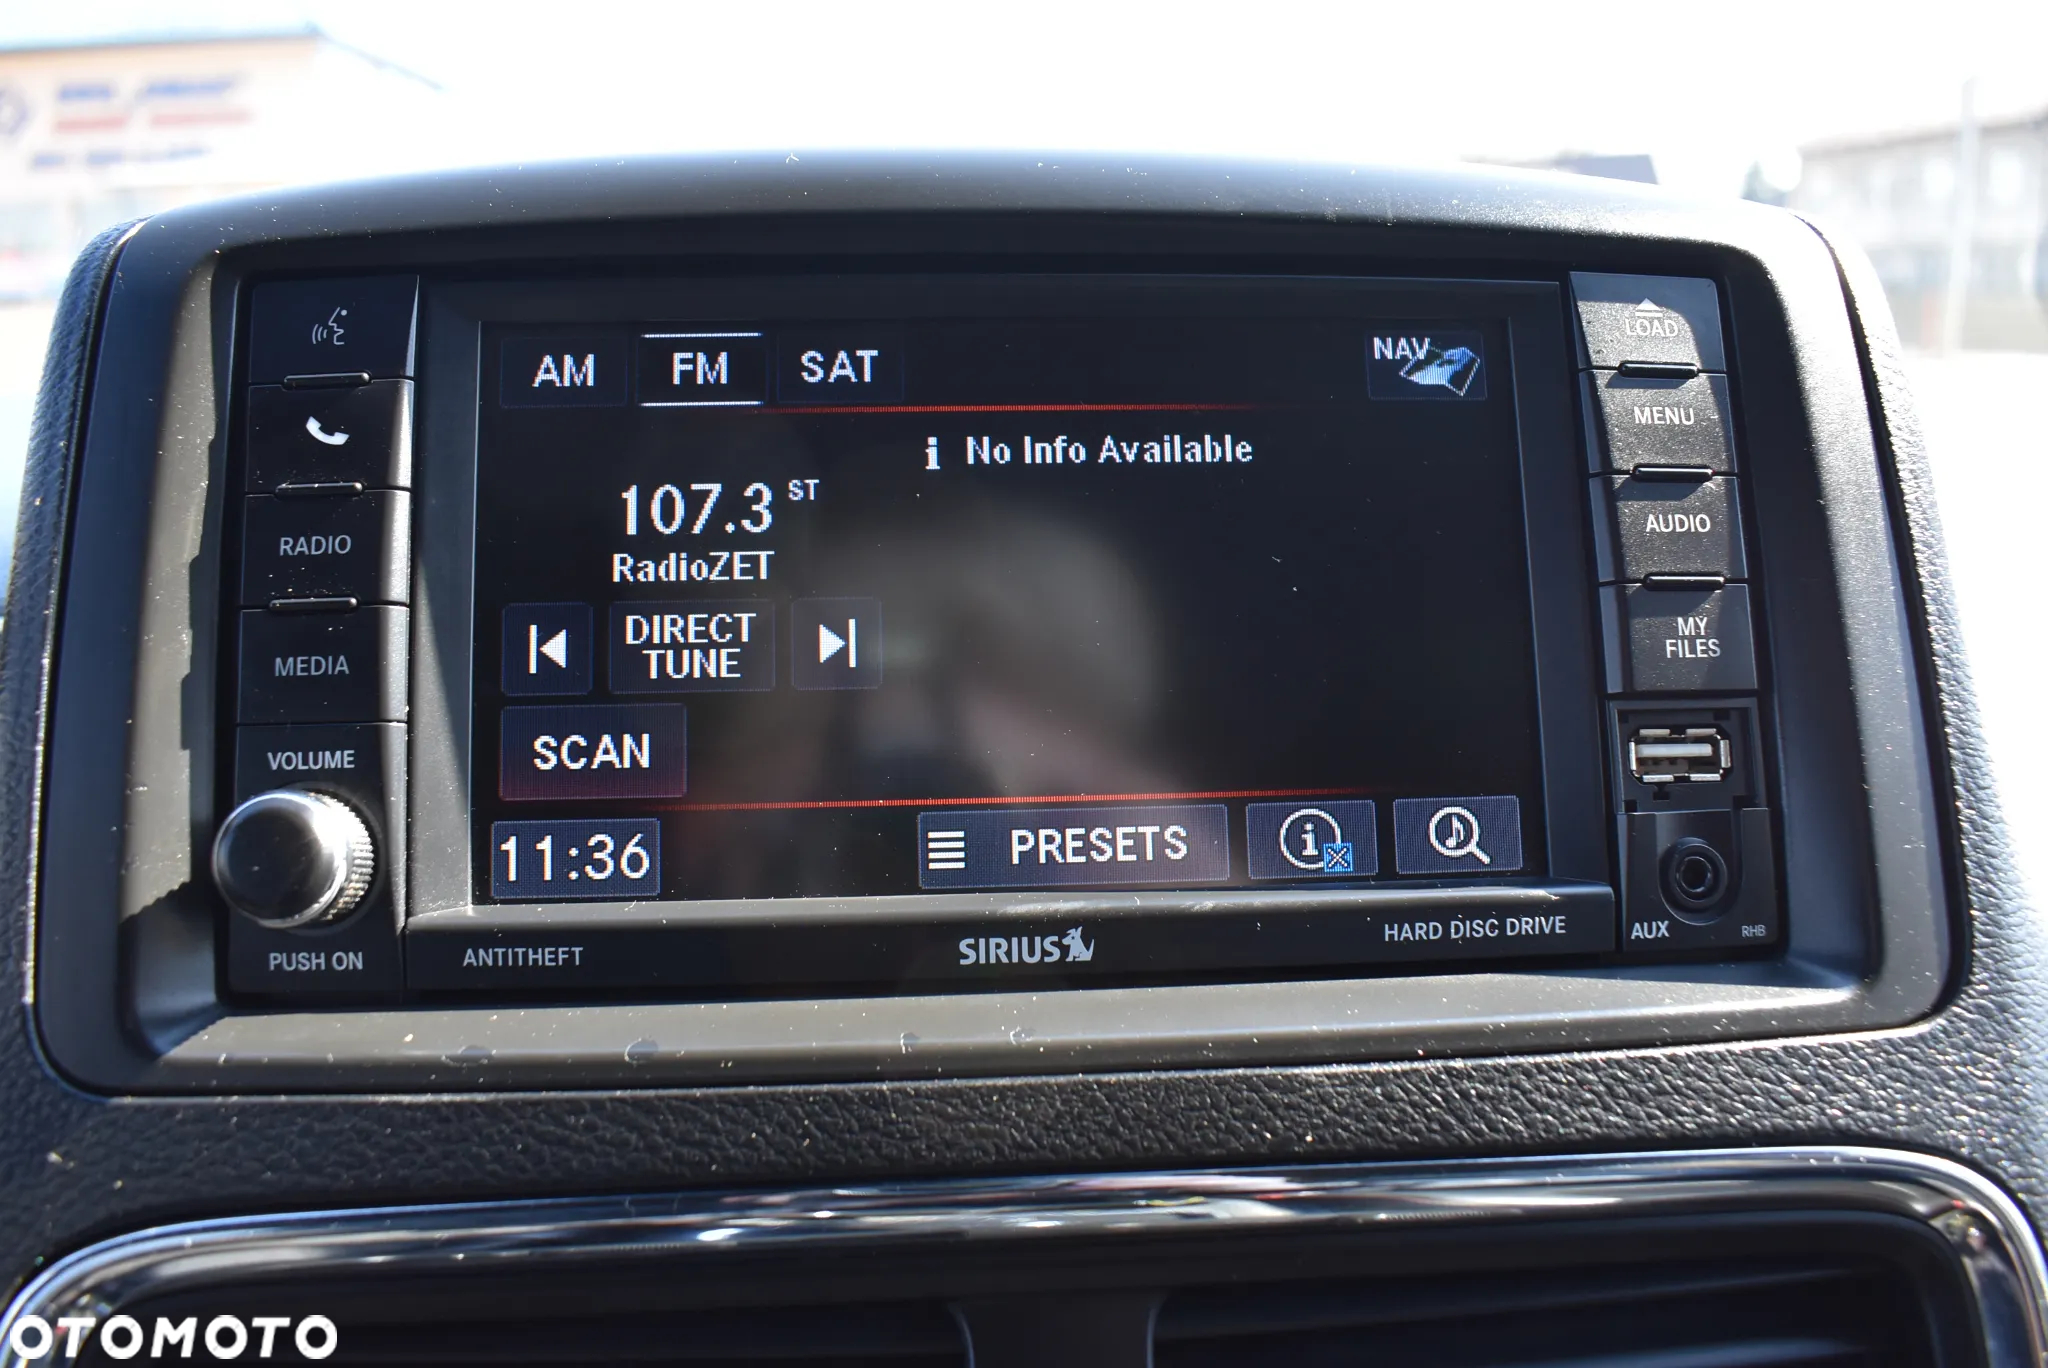 AM FM SAT NAV
i No Info Available
107.3 ST
RadioZET
DIRECT
TUNE
SCAN
11:36 PRESETS
RADIO
MEDIA
VOLUME
PUSH ON
LOAD
MENU
AUDIO
MY
FILES
AUX RHB
ANTITHEFT SIRIUS HARD DISC DRIVE
OTOMOTO